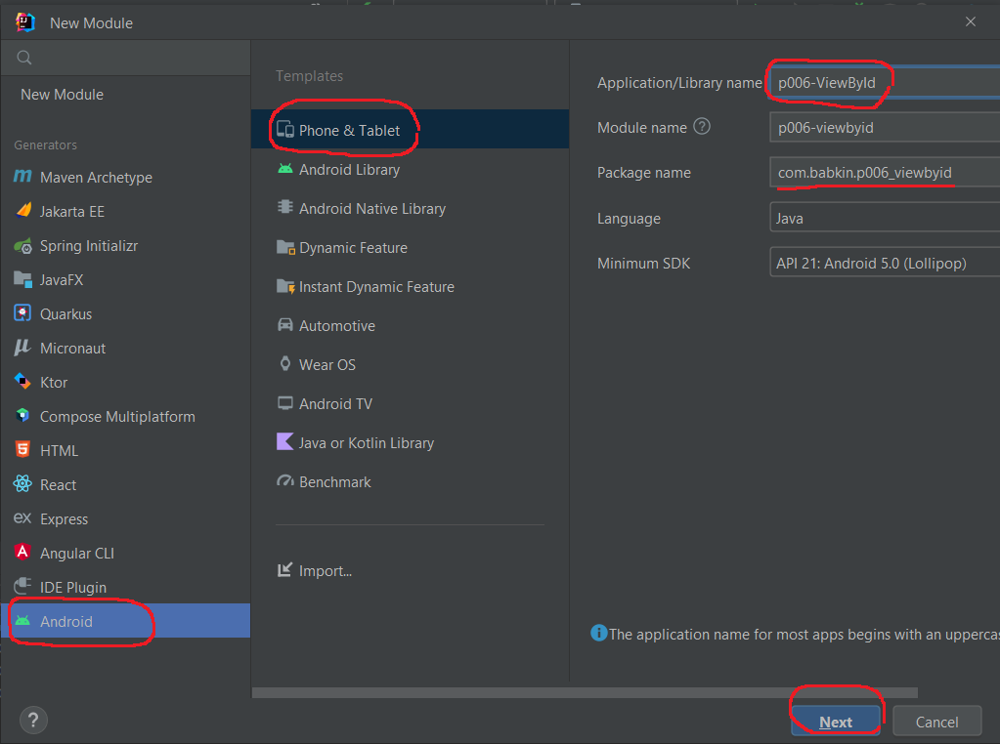 New Module
New Module
Generators
Maven Archetype
Jakarta EE
Spring Initializr
JavaFX
Quarkus
Micronaut
Ktor
Compose Multiplatform
HTML
React
Express
Angular CLI
IDE Plugin
Android
?
Templates
Phone & Tablet
Android Library
Android Native Library
Dynamic Feature
Instant Dynamic Feature
Automotive
Wear OS
Android TV
Java or Kotlin Library
Benchmark
Import...
Application/Library name p006-ViewById
Module name ? p006-viewbyid
Package name com.babkin.p006_viewbyid
Language Java
Minimum SDK API 21: Android 5.0 (Lollipop)
The application name for most apps begins with an upperca
Next Cancel